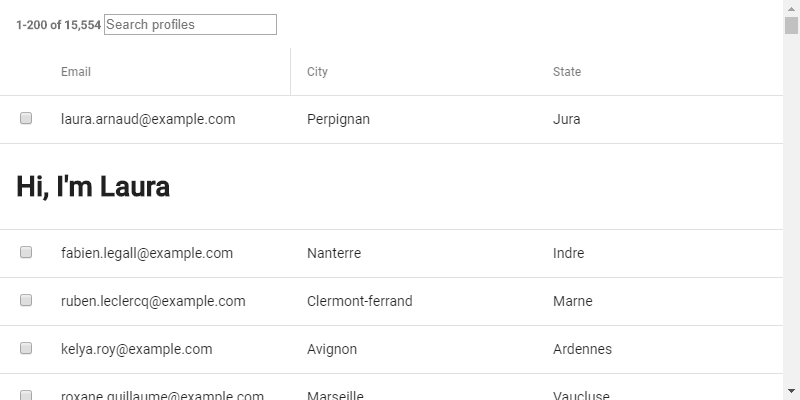 1-200 of 15,554 Search profiles
Email City State
laura.arnaud@example.com Perpignan Jura
Hi, I'm Laura
fabien.legall@example.com Nanterre Indre
ruben.leclercq@example.com Clermont-ferrand Marne
kelya.roy@example.com Avignon Ardennes
roxane.guillaume@example.com Marseille Vaucluse